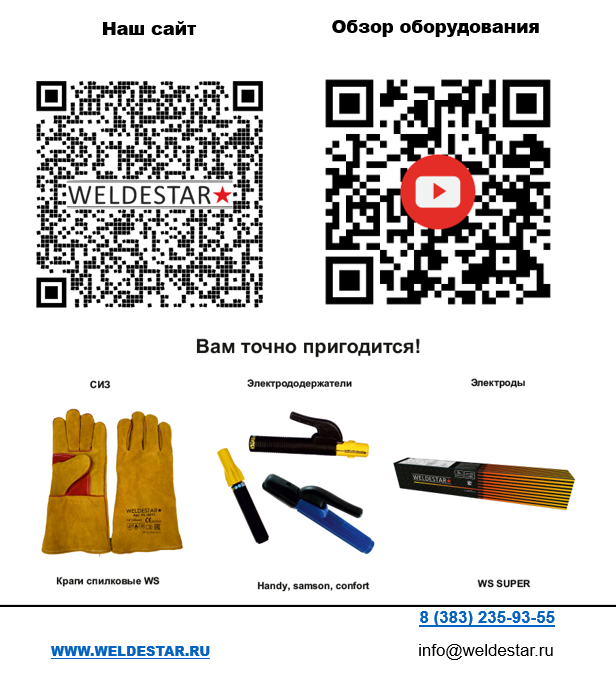 Наш сайт
Обзор оборудования
WELDESTAR
Вам точно пригодится!
СИЗ
Электрододержатели
Электроды
WELDESTAR
WELDESTAR
Краги спилковые WS
Handy, samson, confort
WS SUPER
8 (383) 235-93-55
WWW.WELDESTAR.RU
info@weldestar.ru